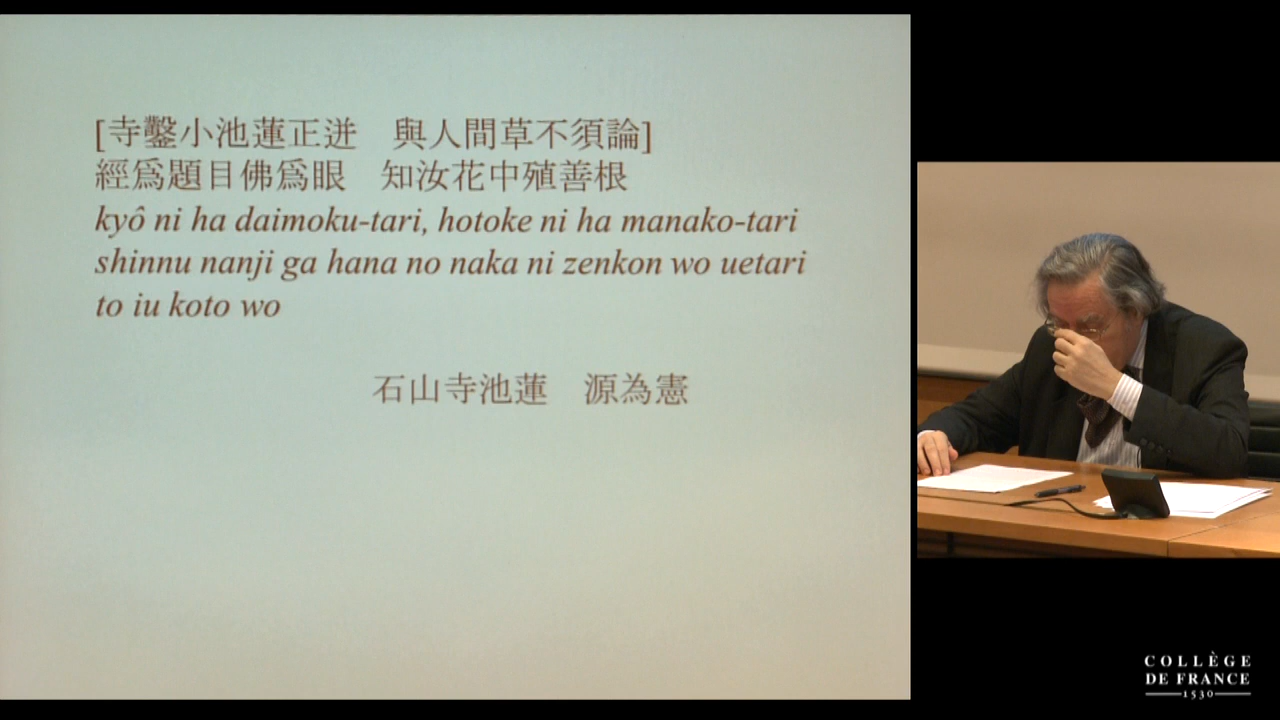 [寺鑿小池蓮正迸　與人間草不須論]
經爲題目佛爲眼　知汝花中殖善根
kyô ni ha daimoku-tari, hotoke ni ha manako-tari
shinnu nanji ga hana no naka ni zenkon wo uetari
to iu koto wo
石山寺池蓮　源為憲
COLLÈGE
DE FRANCE
1530